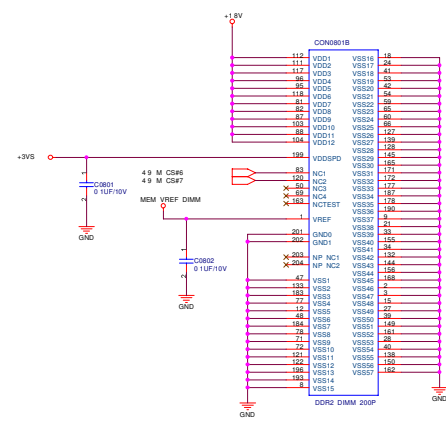 +1.8V
CON0801B
112 VDD1 VSS16 18
111 VDD2 VSS17 24
117 VDD3 VSS18 41
96 VDD4 VSS19 53
95 VDD5 VSS20 42
118 VDD6 VSS21 54
81 VDD7 VSS22 59
82 VDD8 VSS23 65
87 VDD9 VSS24 60
103 VDD10 VSS25 66
88 VDD11 VSS26 127
104 VDD12 VSS27 139
VSS28 128
+3VS 199 VDDSPD VSS29 145
VSS30 165
4 9 M CS#6 83 NC1 VSS31 171
4 9 M CS#7 120 NC2 VSS32 172
50 NC3 VSS33 177
69 NC4 VSS34 187
163 NCTEST VSS35 178
VSS36 190
MEM VREF DIMM 1 VREF VSS37 9
VSS38 21
201 GND0 VSS39 33
202 GND1 VSS40 155
VSS41 34
203 NP NC1 VSS42 132
204 NP NC2 VSS43 144
VSS44 156
47 VSS1 VSS45 168
133 VSS2 VSS46 2
183 VSS3 VSS47 3
77 VSS4 VSS48 15
12 VSS5 VSS49 27
48 VSS6 VSS50 39
184 VSS7 VSS51 149
78 VSS8 VSS52 161
71 VSS9 VSS53 28
72 VSS10 VSS54 40
121 VSS11 VSS55 138
122 VSS12 VSS56 150
196 VSS13 VSS57 162
193 VSS14
8 VSS15
DDR2 DIMM 200P
1
C0801
0 1UF/10V
2
GND
1
C0802
0 1UF/10V
2
GND
GND
GND